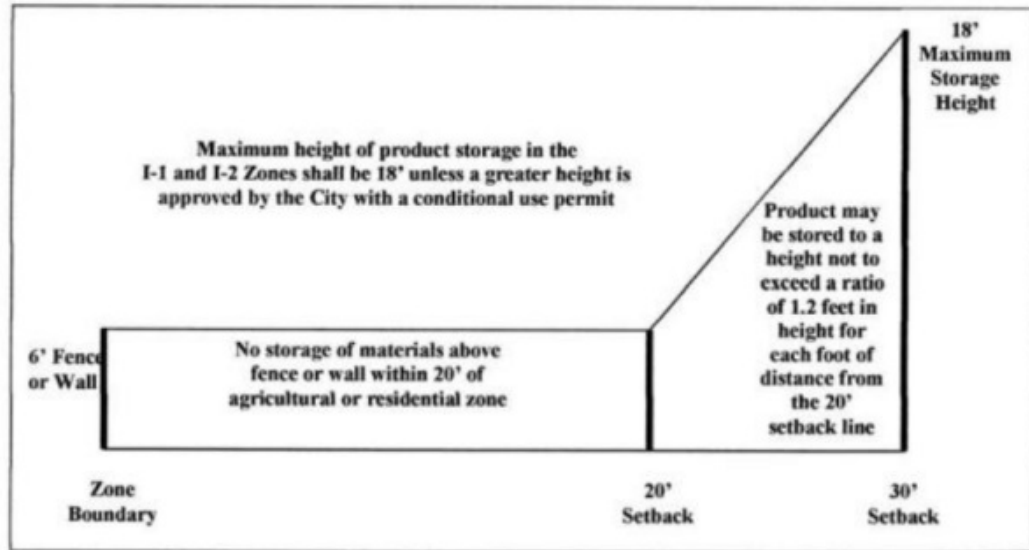 18'
Maximum
Storage
Height
Maximum height of product storage in the
I-1 and I-2 Zones shall be 18' unless a greater height is
approved by the City with a conditional use permit
Product may
be stored to a
height not to
exceed a ratio
of 1.2 feet in
height for
each foot of
distance from
the 20'
setback line
6' Fence
or Wall
No storage of materials above
fence or wall within 20' of
agricultural or residential zone
Zone
Boundary
20'
Setback
30'
Setback